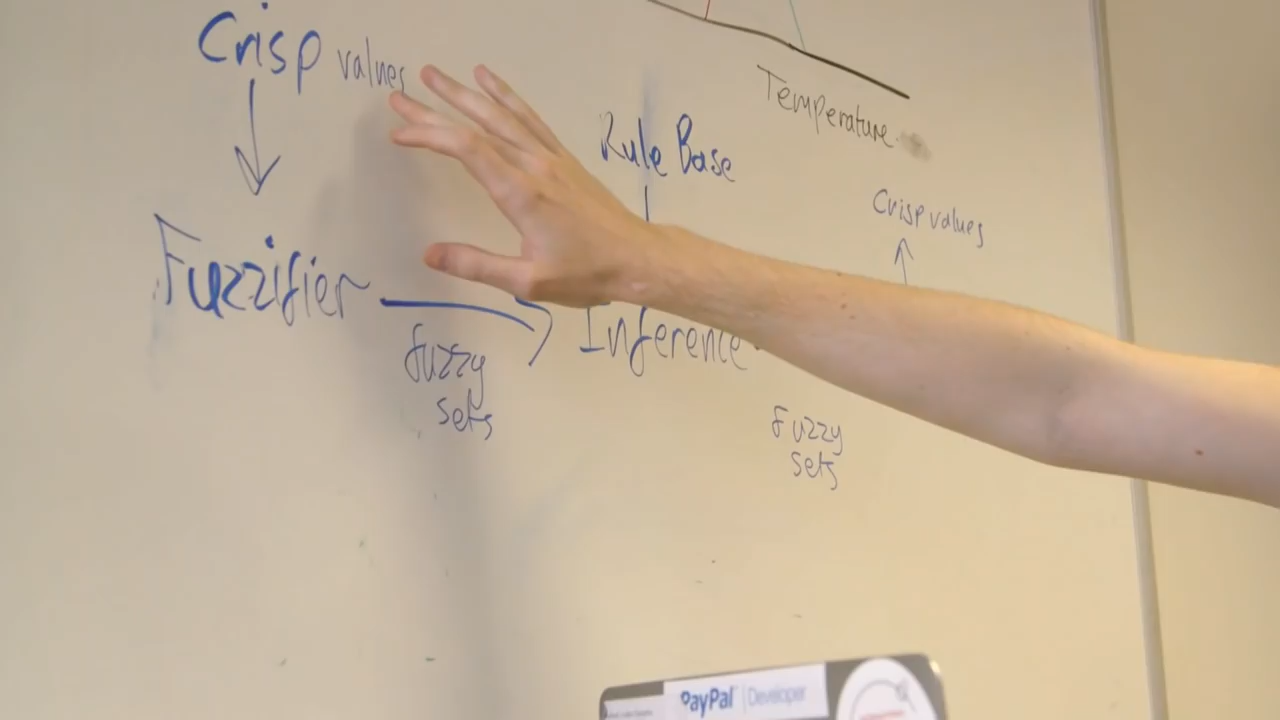 Crisp values
Temperature.
Rule Base
Crisp values
Fuzzifier
Inference
fuzzy
sets
Fuzzy
sets
PayPal | Developer